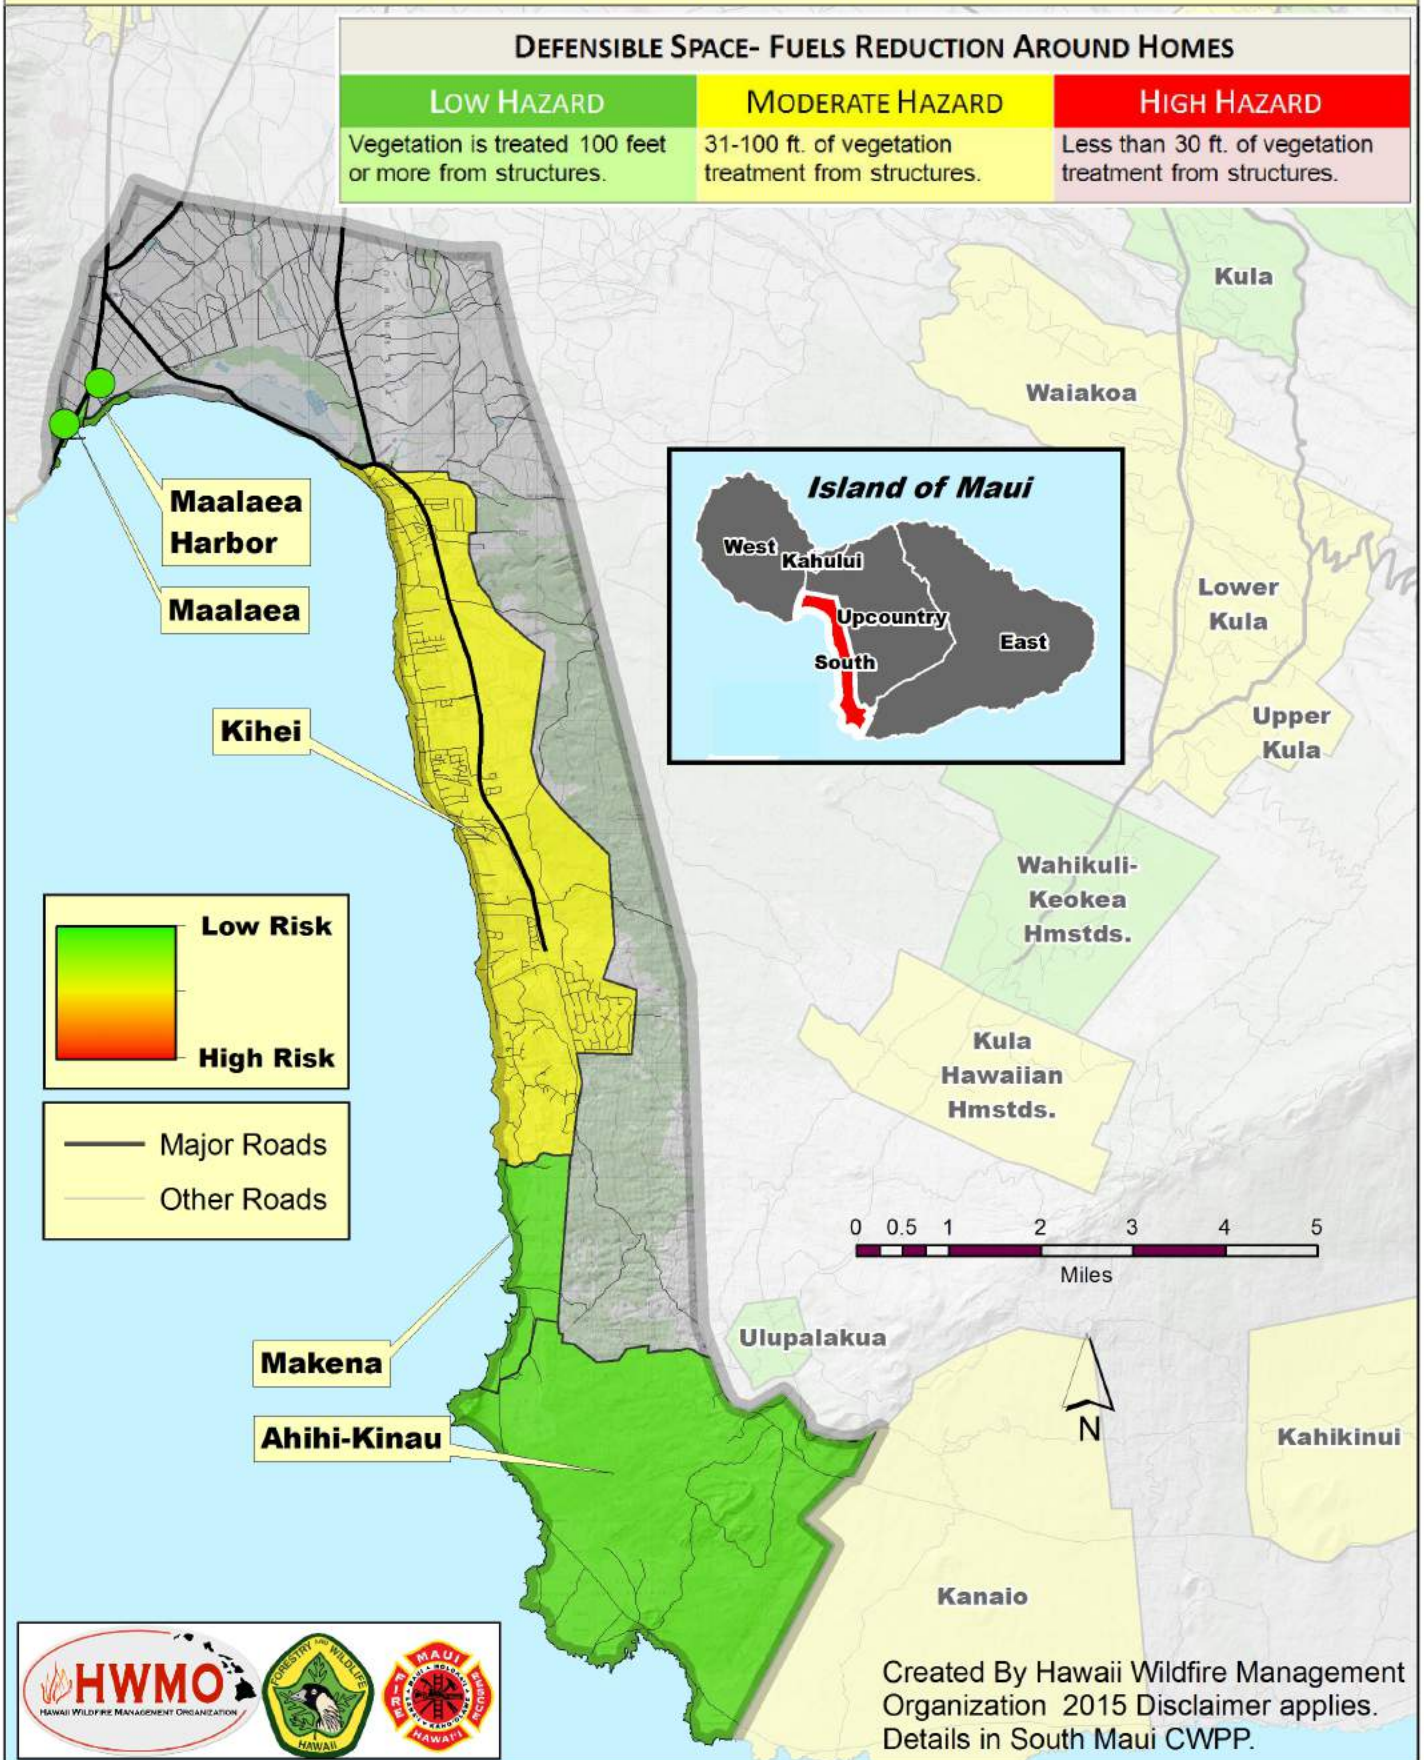 DEFENSIBLE SPACE- FUELS REDUCTION AROUND HOMES
LOW HAZARD
MODERATE HAZARD
HIGH HAZARD
Vegetation is treated 100 feet
or more from structures.
31-100 ft. of vegetation
treatment from structures.
Less than 30 ft. of vegetation
treatment from structures.
Kula
Waiakoa
Lower
Kula
Upper
Kula
Island of Maui
West
Kahului
Upcountry
East
South
Maalaea
Harbor
Maalaea
Kihei
Wahikuli-
Keokea
Hmstds.
Low Risk
High Risk
Kula
Hawaiian
Hmstds.
Major Roads
Other Roads
0 0.5 1 2 3 4 5
Miles
Ulupalakua
Makena
Ahihi-Kinau
N
Kahikinui
Kanaio
HWMO
HAWAII WILDFIRE MANAGEMENT ORGANIZATION
FORESTRY AND WILDLIFE
HAWAII
MAUI
FIRE
RESCUE
HAWAI'I
Created By Hawaii Wildfire Management
Organization 2015 Disclaimer applies.
Details in South Maui CWPP.